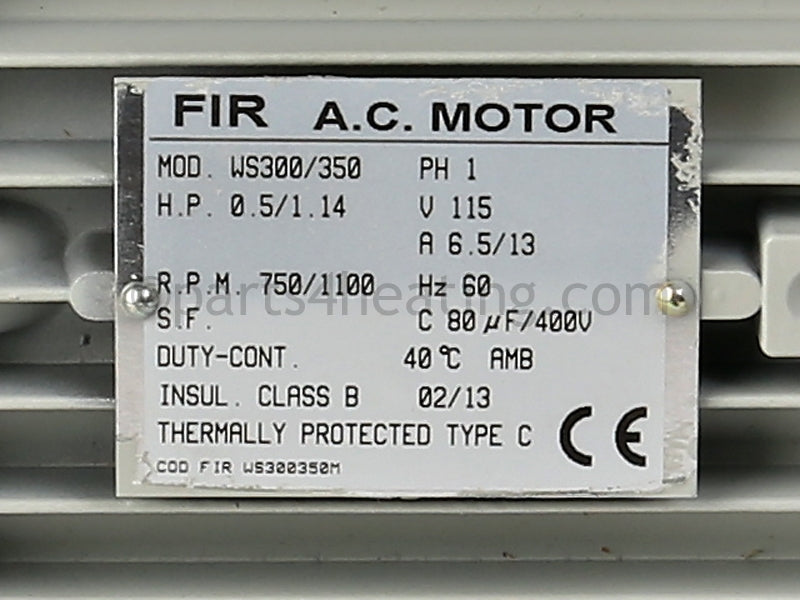 FIR A.C. MOTOR
MOD. WS300/350 PH 1
H.P. 0.5/1.14 V 115
A 6.5/13
R.P.M. 750/1100 Hz 60
©parts4heating.com
S.F. C 80 µF/400V
DUTY-CONT. 40°C AMB
INSUL. CLASS B 02/13
THERMALLY PROTECTED TYPE C CE
COD FIR WS300350M